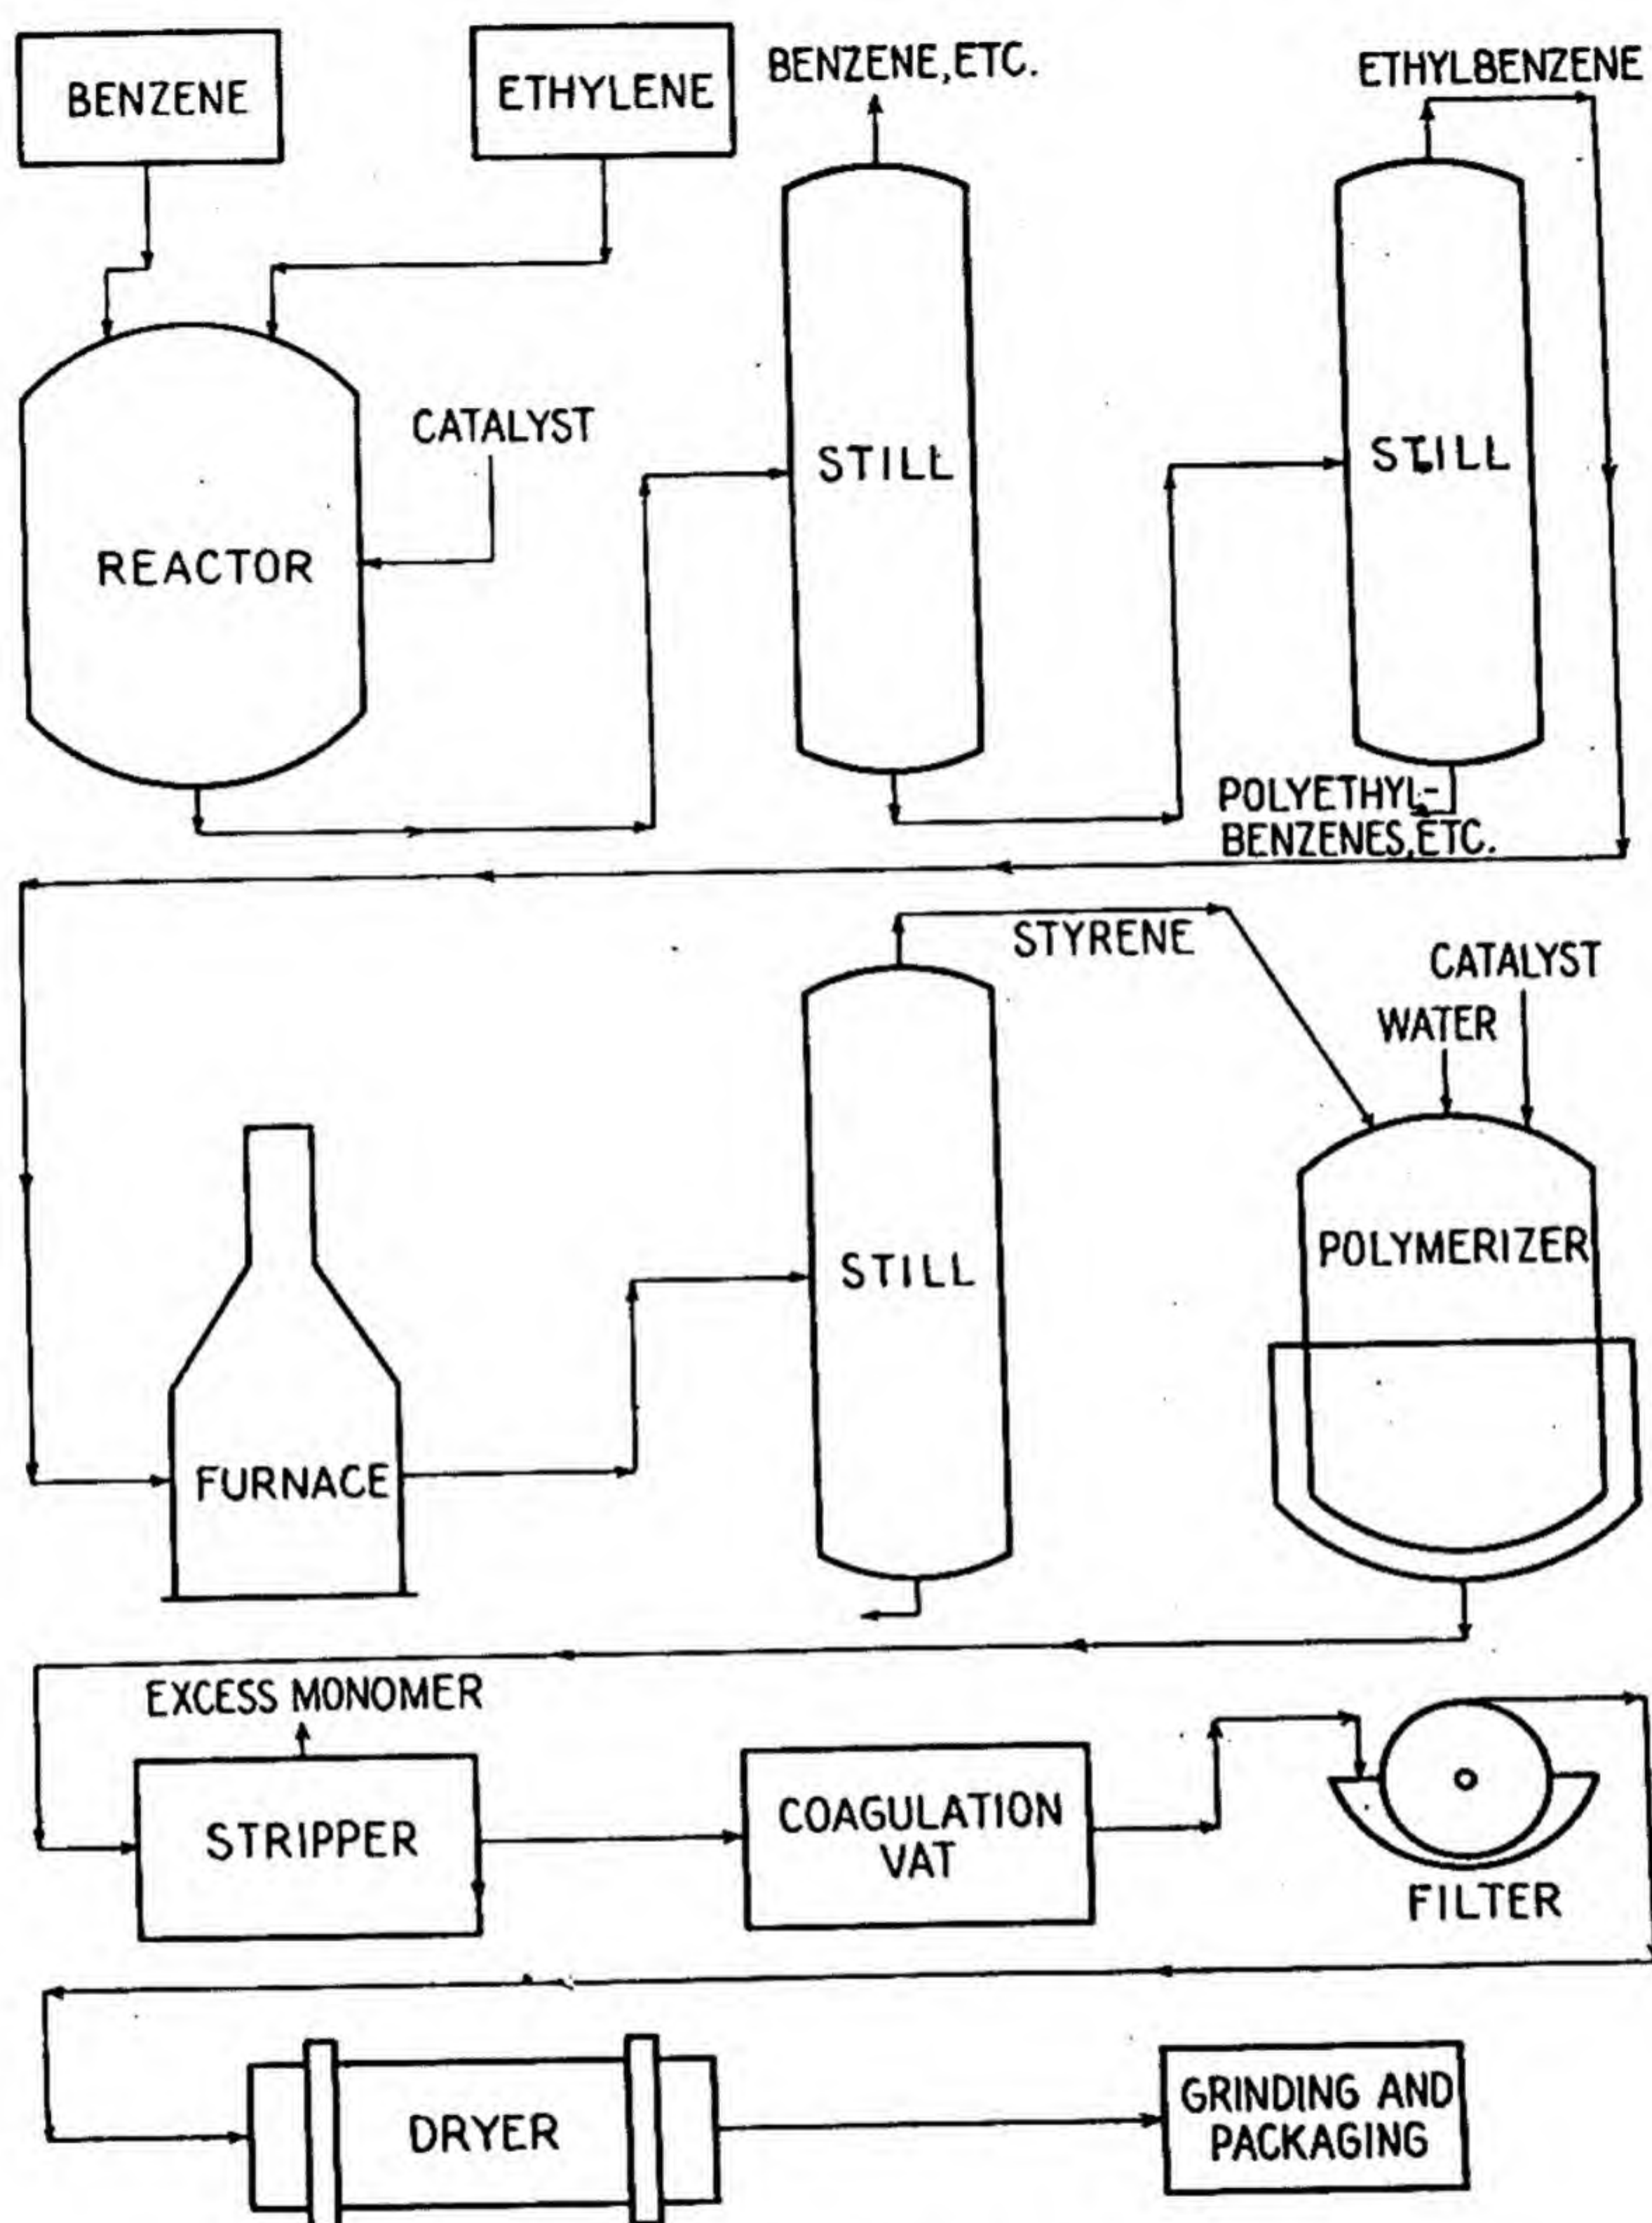 BENZENE
ETHYLENE
BENZENE, ETC.
ETHYLBENZENE
CATALYST
REACTOR
STILL
STILL
POLYETHYL-
BENZENES, ETC.
STYRENE
CATALYST
WATER
POLYMERIZER
STILL
FURNACE
EXCESS MONOMER
STRIPPER
COAGULATION
VAT
FILTER
DRYER
GRINDING AND
PACKAGING